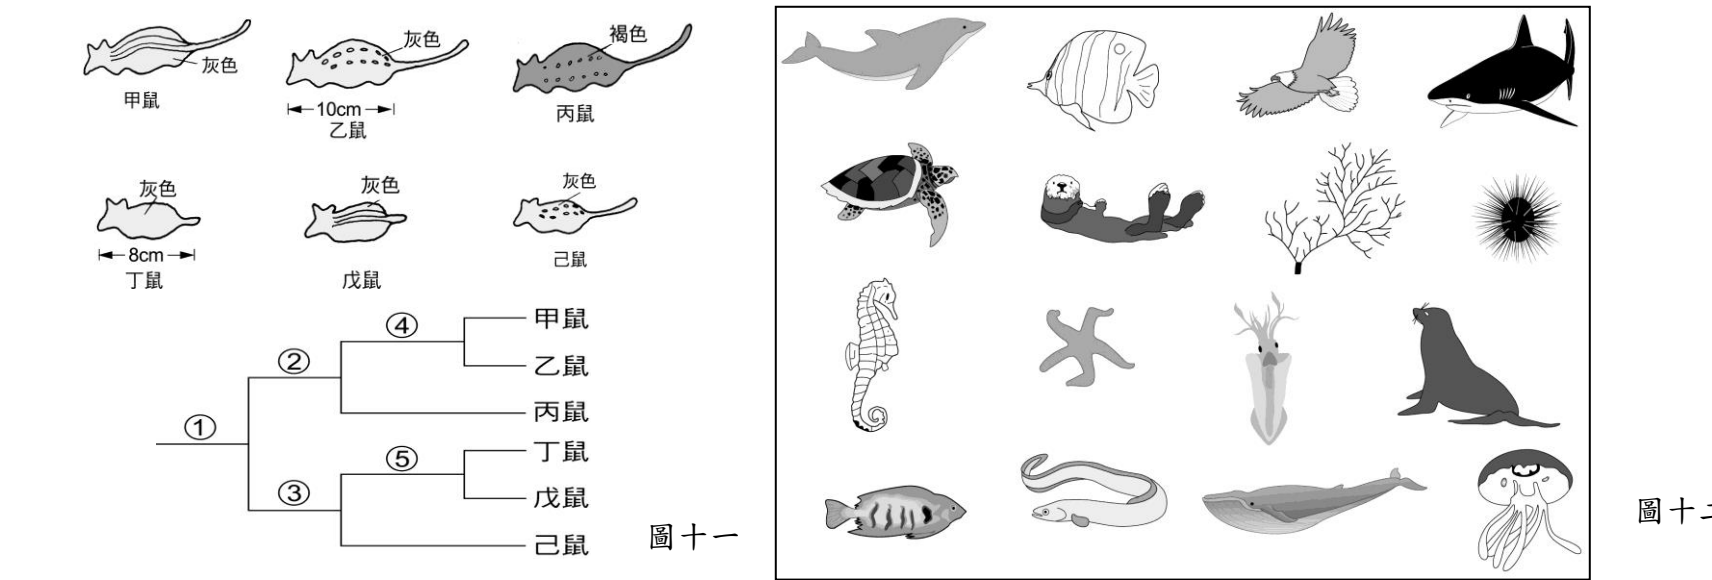 灰色
甲鼠
灰色
10cm
乙鼠
褐色
丙鼠
灰色
8cm
丁鼠
灰色
戊鼠
灰色
己鼠
①
②
③
④
⑤
甲鼠
乙鼠
丙鼠
丁鼠
戊鼠
己鼠
圖十一
圖十二